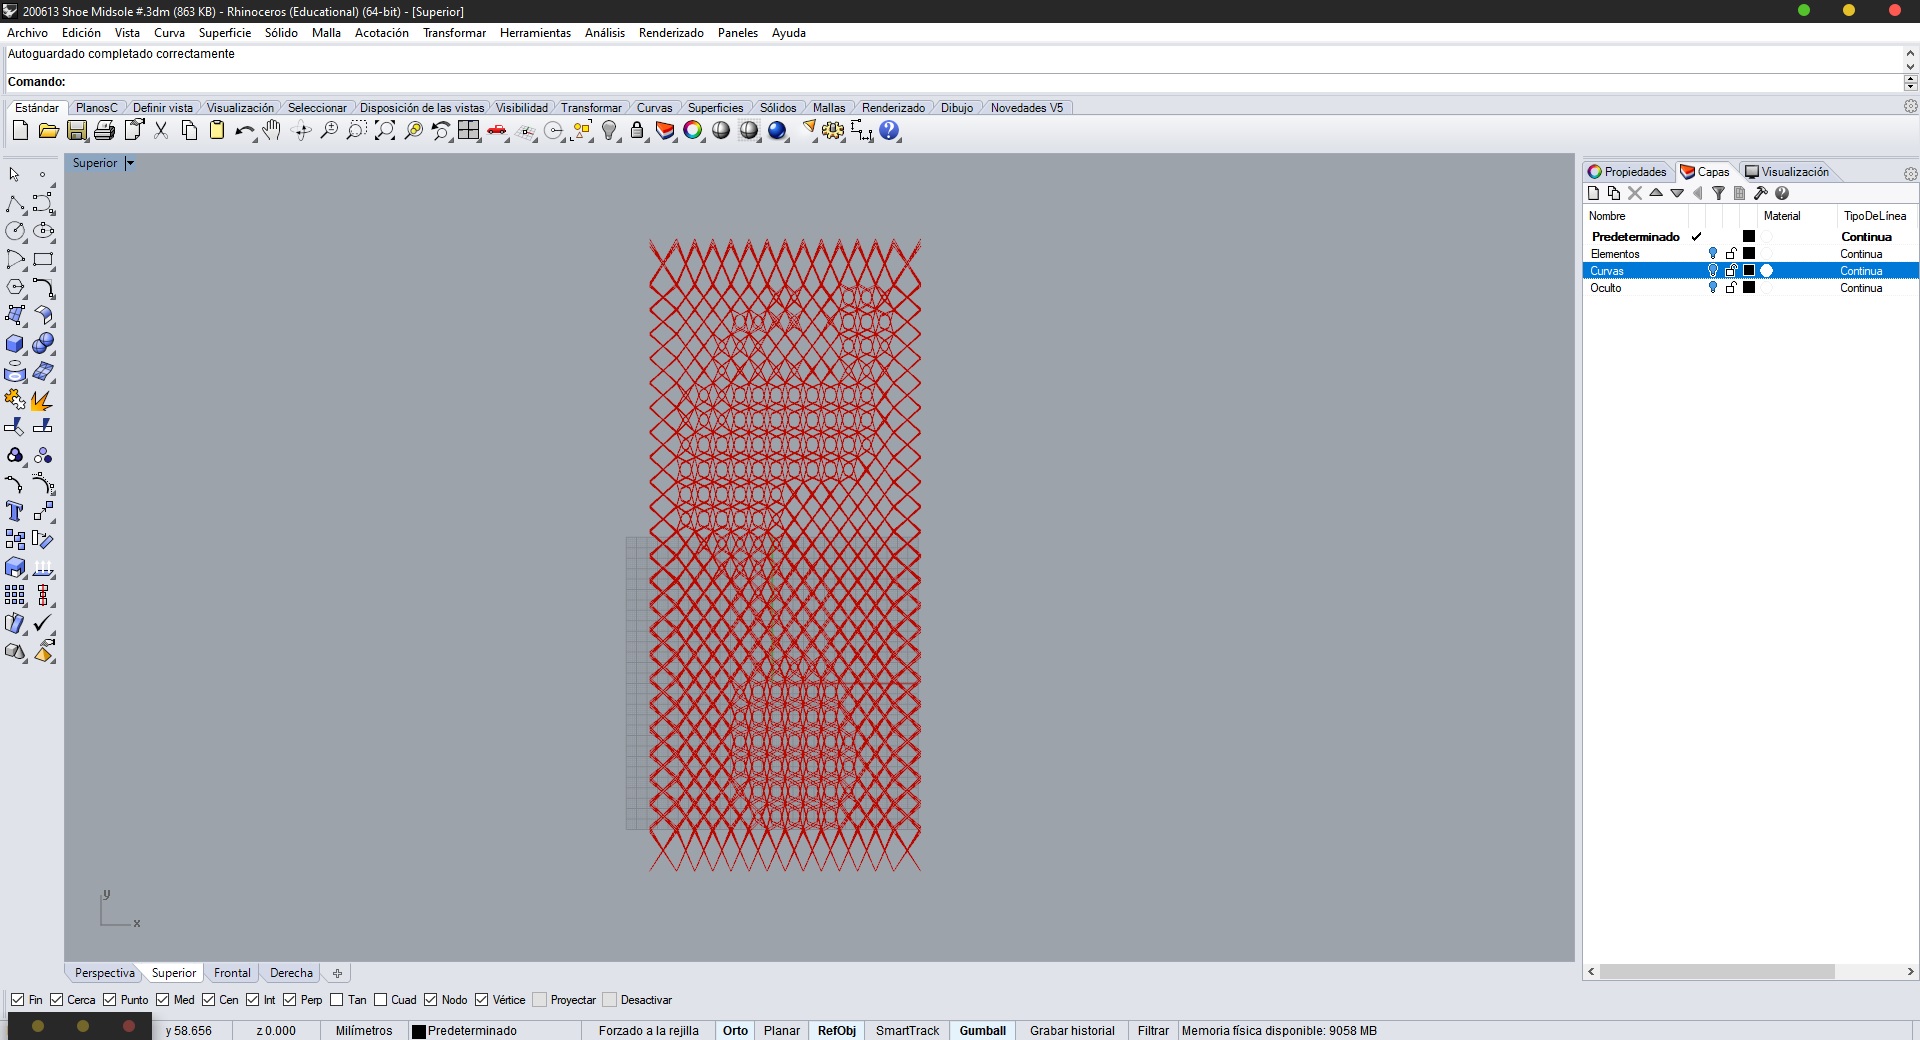 200613 Shoe Midsole #.3dm (863 KB) - Rhinoceros (Educational) (64-bit) - [Superior]
Archivo Edición Vista Curva Superficie Sólido Malla Acotación Transformar Herramientas Análisis Renderizado Paneles Ayuda
Autoguardado completado correctamente
Comando:
Estándar PlanosC Definir vista Visualización Seleccionar Disposición de las vistas Visibilidad Transformar Curvas Superficies Sólidos Mallas Renderizado Dibujo Novedades V5
Superior
Propiedades Capas Visualización
Nombre Material TipoDeLínea
Predeterminado Continua
Elementos Continua
Curvas Continua
Oculto Continua
y
x
Perspectiva Superior Frontal Derecha
Fin Cerca Punto Med Cen Int Perp Tan Cuad Nodo Vértice Proyectar Desactivar
y 58.656 z 0.000 Milímetros Predeterminado Forzado a la rejilla Orto Planar RefObj SmartTrack Gumball Grabar historial Filtrar Memoria física disponible: 9058 MB